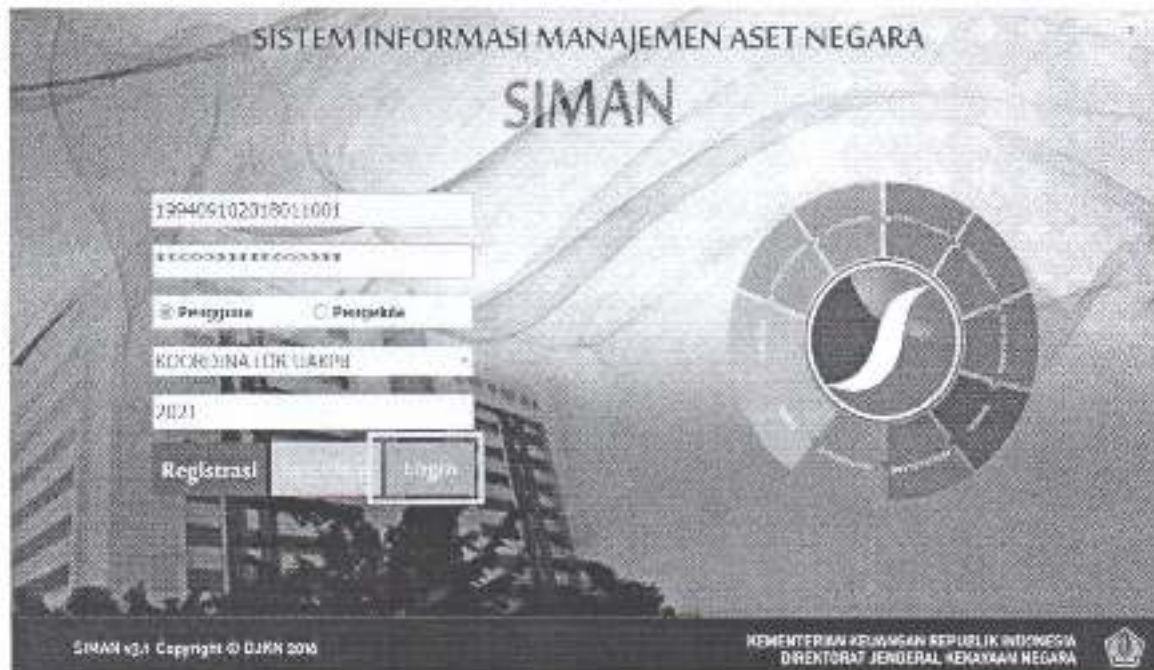 SISTEM INFORMASI MANAJEMEN ASET NEGARA
SIMAN
199409102018011001
Pengguna Pengelola
KOORDINATOR UAKPB
2021
Registrasi Login
SIMAN v3.1 Copyright © DJKN 2016
KEMENTERIAN KEUANGAN REPUBLIK INDONESIA
DIREKTORAT JENDERAL KEKAYAAN NEGARA